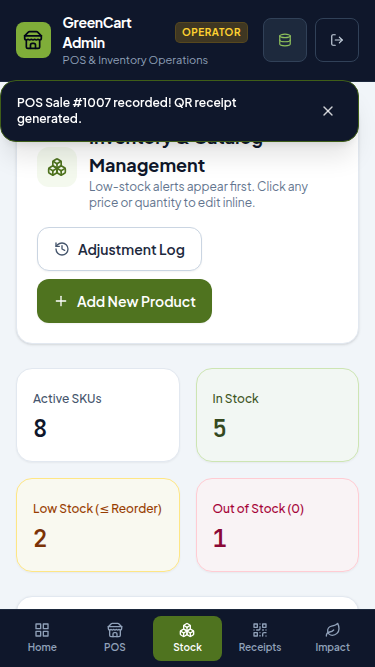 GreenCart
Admin
OPERATOR
POS & Inventory Operations
POS Sale #1007 recorded! QR receipt
generated.
Inventory & Catalog
Management
Low-stock alerts appear first. Click any
price or quantity to edit inline.
Adjustment Log
Add New Product
Active SKUs
8
In Stock
5
Low Stock (≤ Reorder)
2
Out of Stock (0)
1
Home
POS
Stock
Receipts
Impact